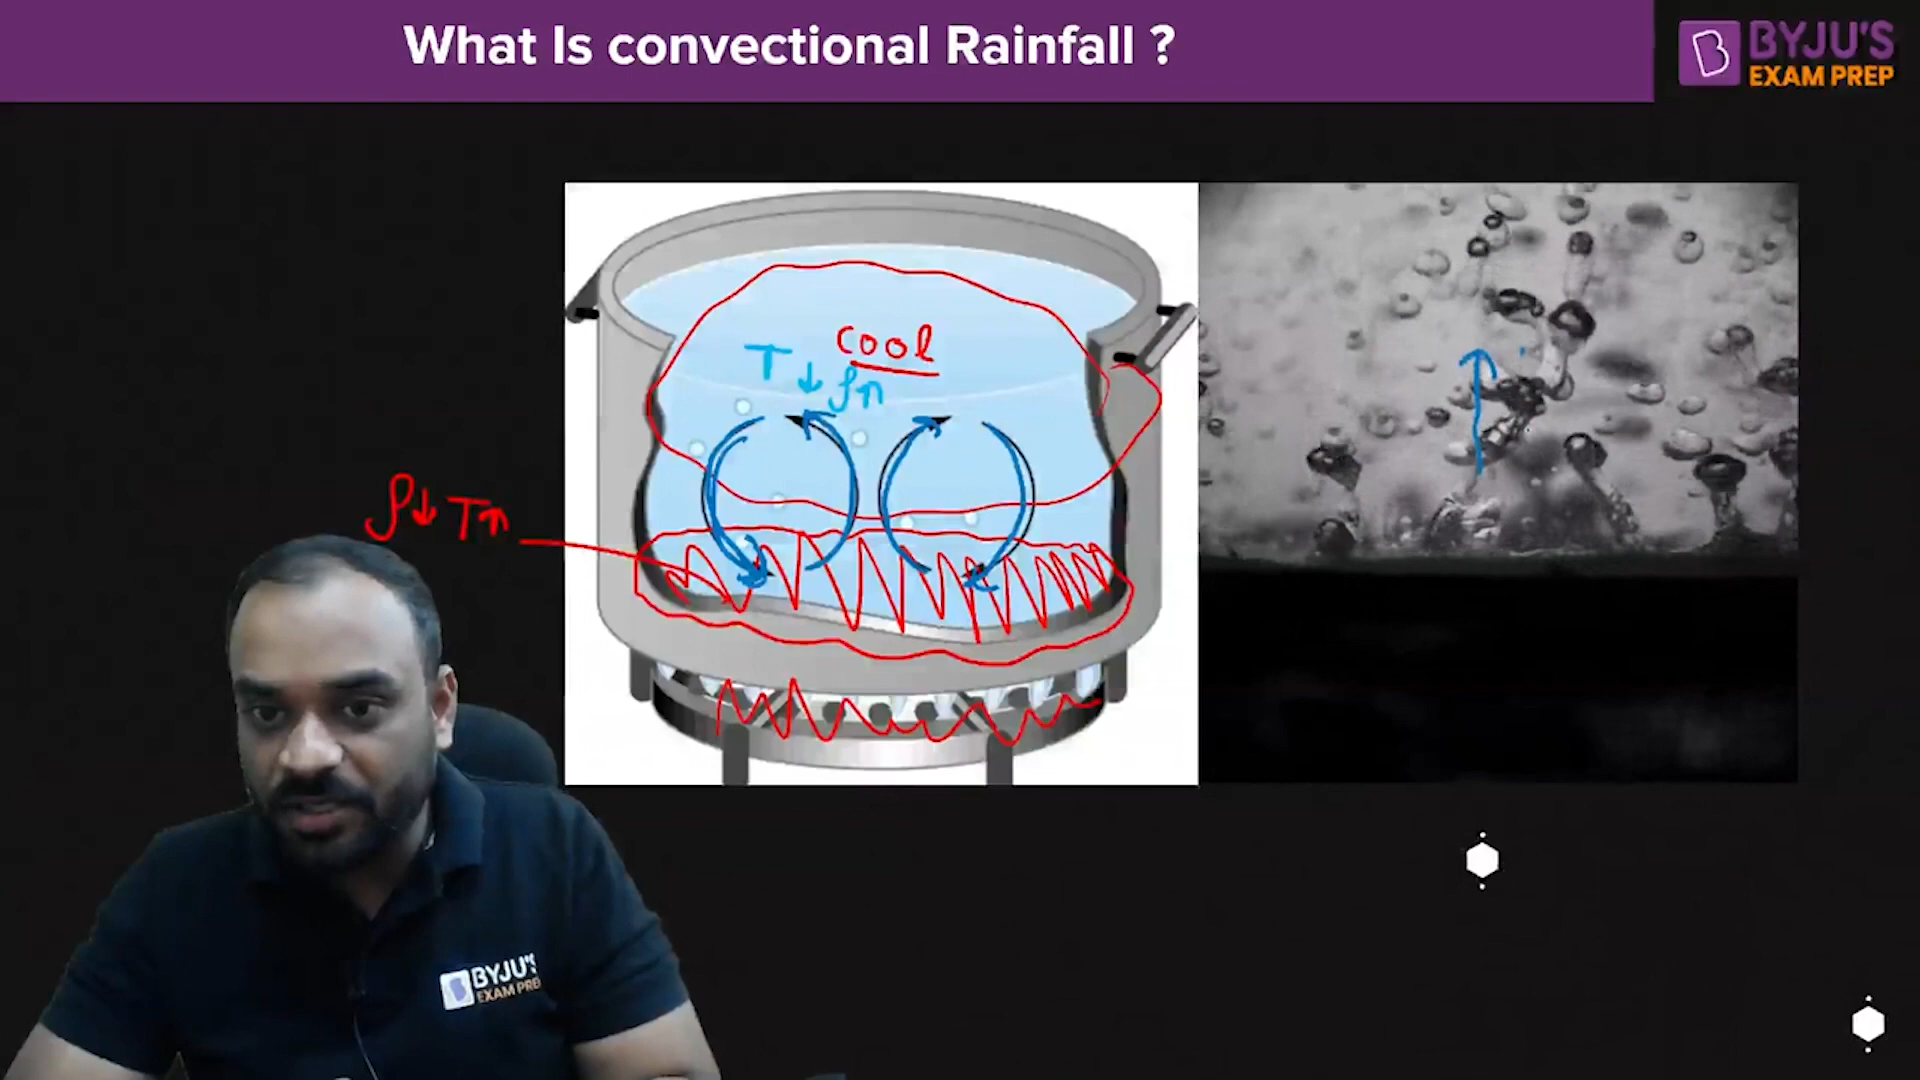 What Is convectional Rainfall ?
BYJU'S
EXAM PREP
cool
T ↓ ρ↑
ρ↓ T↑
BYJU'S
EXAM PREP